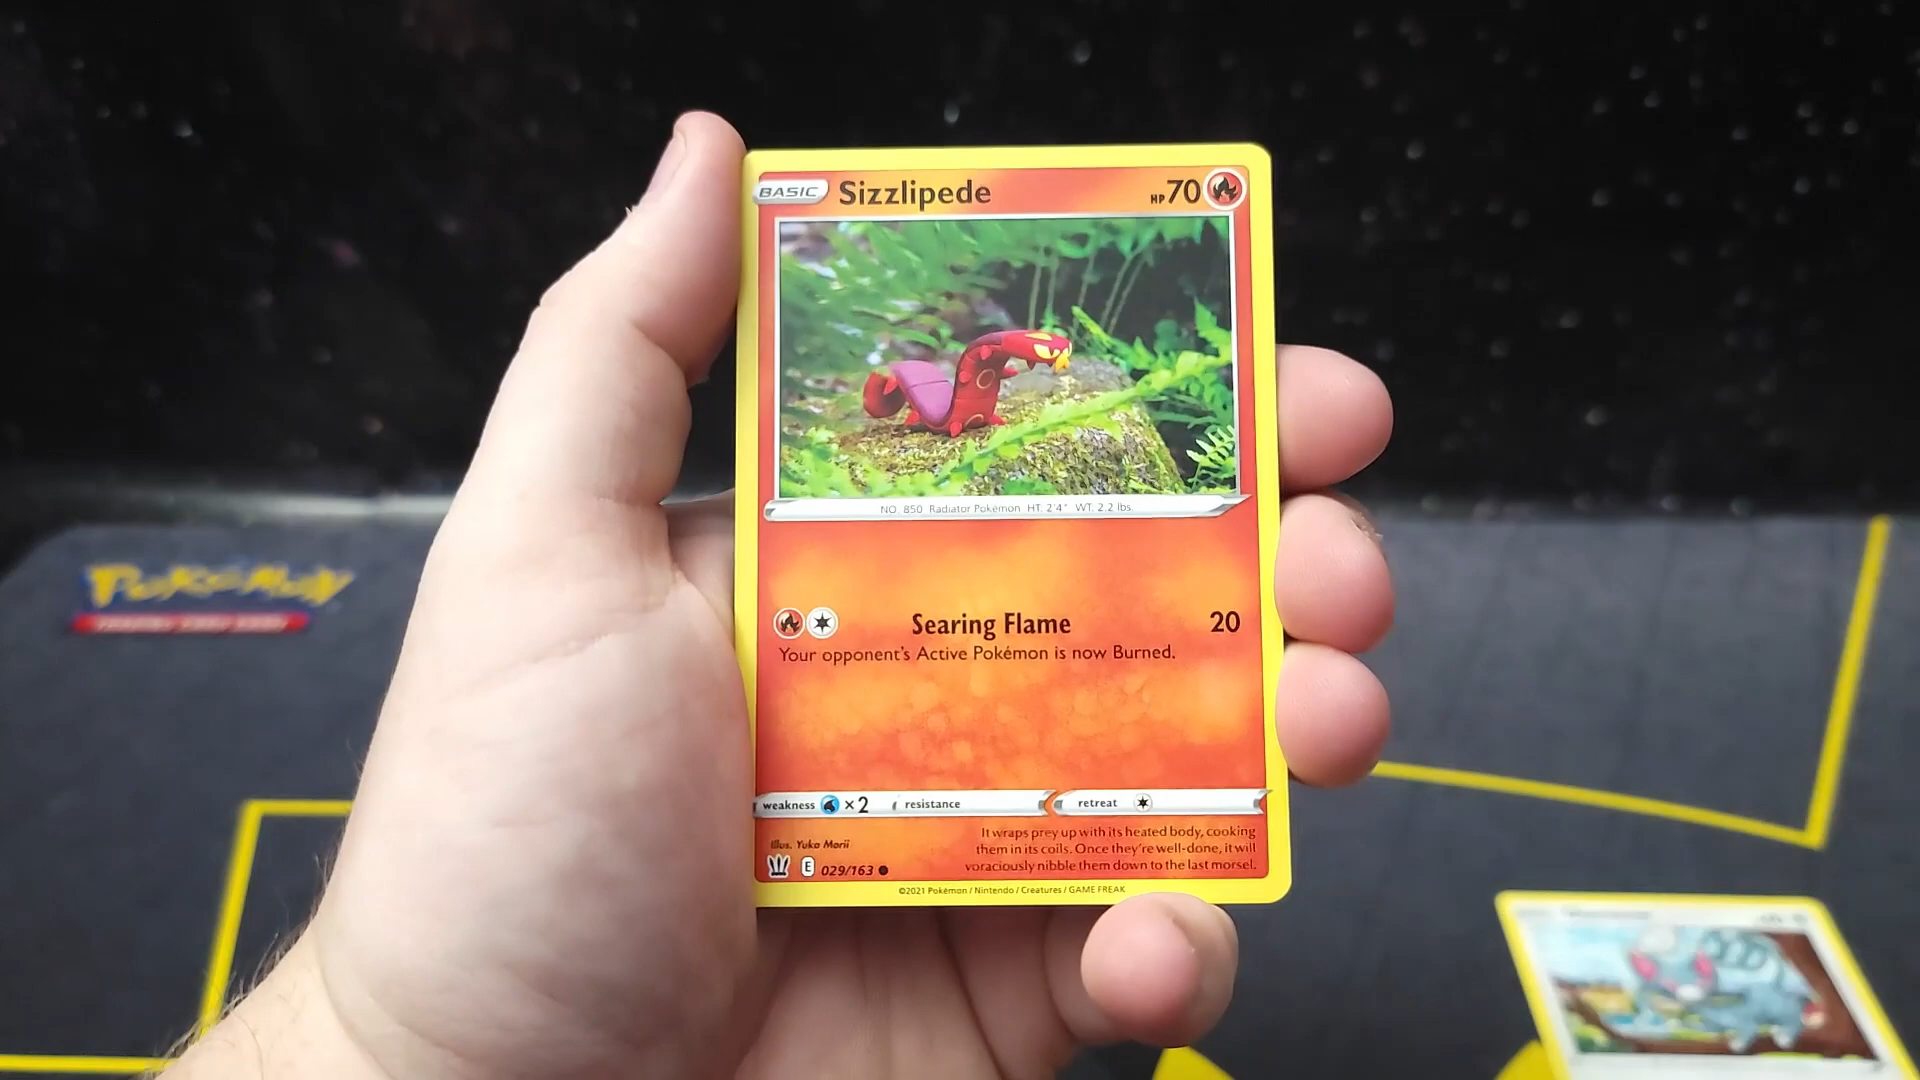 BASIC Sizzlipede HP 70
NO. 850 Radiator Pokémon HT. 2'4" WT. 2.2 lbs.
Searing Flame 20
Your opponent's Active Pokémon is now Burned.
weakness ×2 resistance retreat
Illus. Yuka Morii
It wraps prey up with its heated body, cooking
them in its coils. Once they're well-done, it will
voraciously nibble them down to the last morsel.
E 029/163
©2021 Pokémon / Nintendo / Creatures / GAME FREAK
POKéMON